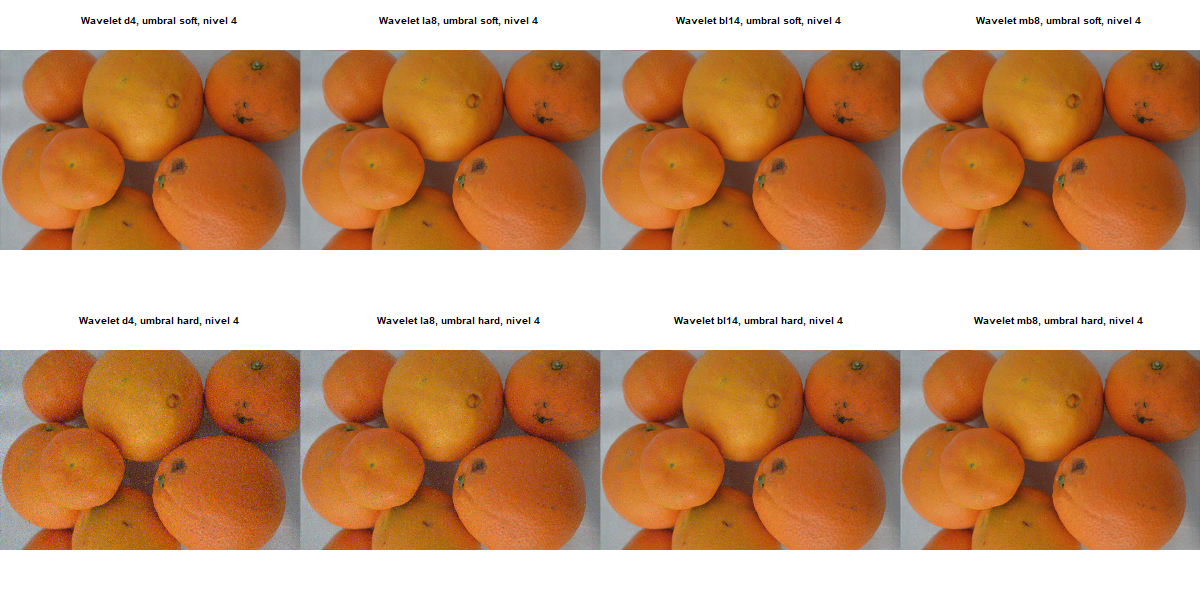 Wavelet d4, umbral soft, nivel 4
Wavelet la8, umbral soft, nivel 4
Wavelet bl14, umbral soft, nivel 4
Wavelet mb8, umbral soft, nivel 4
Wavelet d4, umbral hard, nivel 4
Wavelet la8, umbral hard, nivel 4
Wavelet bl14, umbral hard, nivel 4
Wavelet mb8, umbral hard, nivel 4